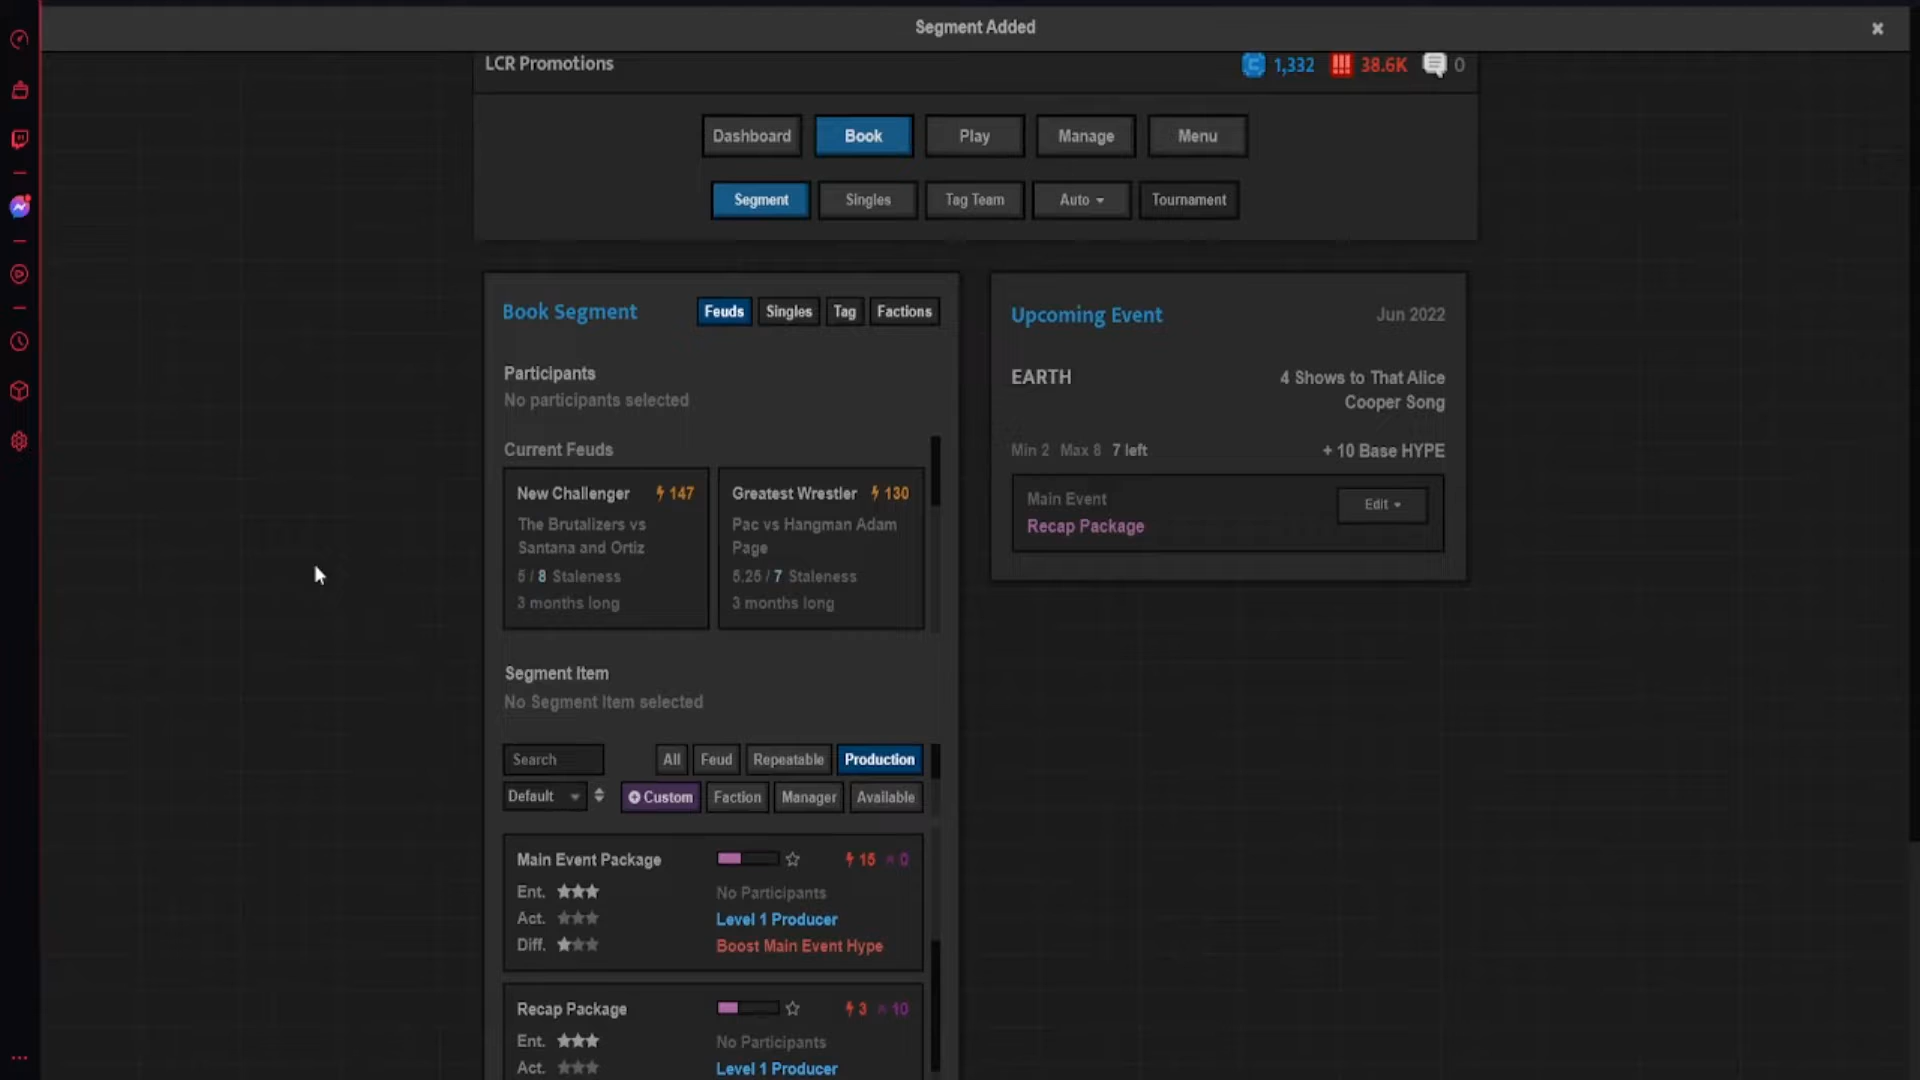 Segment Added
LCR Promotions
1,332 38.6K 0
Dashboard Book Play Manage Menu
Segment Singles Tag Team Auto Tournament
Book Segment Feuds Singles Tag Factions
Participants
No participants selected
Current Feuds
New Challenger 147
The Brutalizers vs
Santana and Ortiz
5 / 8 Staleness
3 months long
Greatest Wrestler 130
Pac vs Hangman Adam
Page
5.25 / 7 Staleness
3 months long
Segment Item
No Segment Item selected
Search All Feud Repeatable Production
Default Custom Faction Manager Available
Main Event Package 15 0
Ent. No Participants
Act. Level 1 Producer
Diff. Boost Main Event Hype
Recap Package 3 10
Ent. No Participants
Act. Level 1 Producer
Upcoming Event Jun 2022
EARTH 4 Shows to That Alice
Cooper Song
Min 2 Max 8 7 left + 10 Base HYPE
Main Event Edit
Recap Package